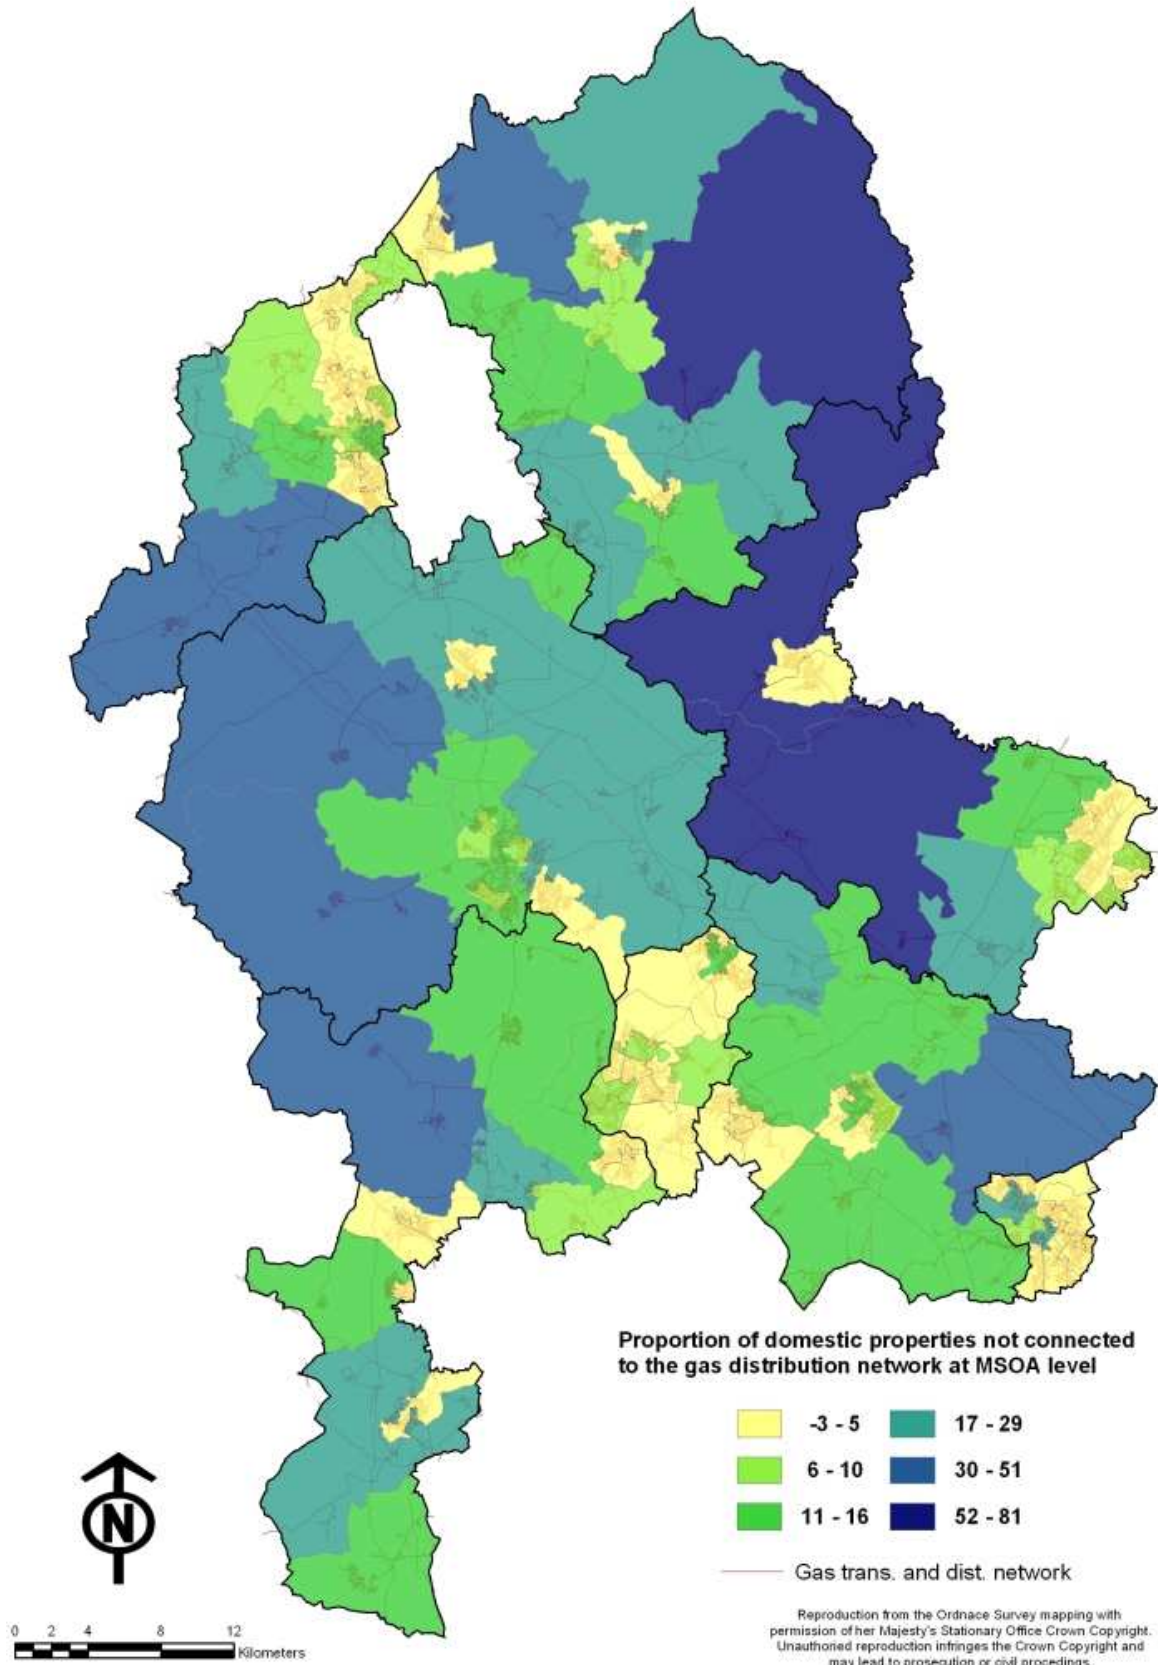 Proportion of domestic properties not connected
to the gas distribution network at MSOA level
-3 - 5
17 - 29
6 - 10
30 - 51
11 - 16
52 - 81
Gas trans. and dist. network
N
0 2 4 8 12
Kilometers
Reproduction from the Ordnace Survey mapping with
permission of her Majesty's Stationary Office Crown Copyright.
Unauthoried reproduction infringes the Crown Copyright and
may lead to prosecution or civil procedings